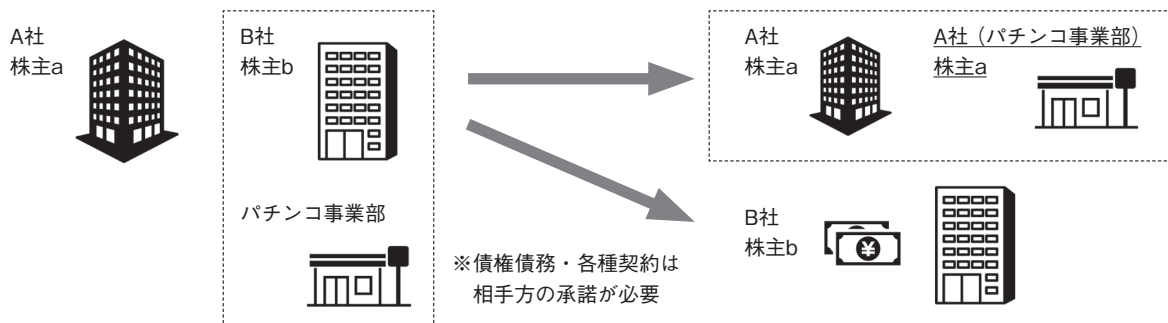 A社
株主a
B社
株主b
パチンコ事業部
※債権債務・各種契約は
相手方の承諾が必要
A社
株主a
A社（パチンコ事業部）
株主a
B社
株主b
¥